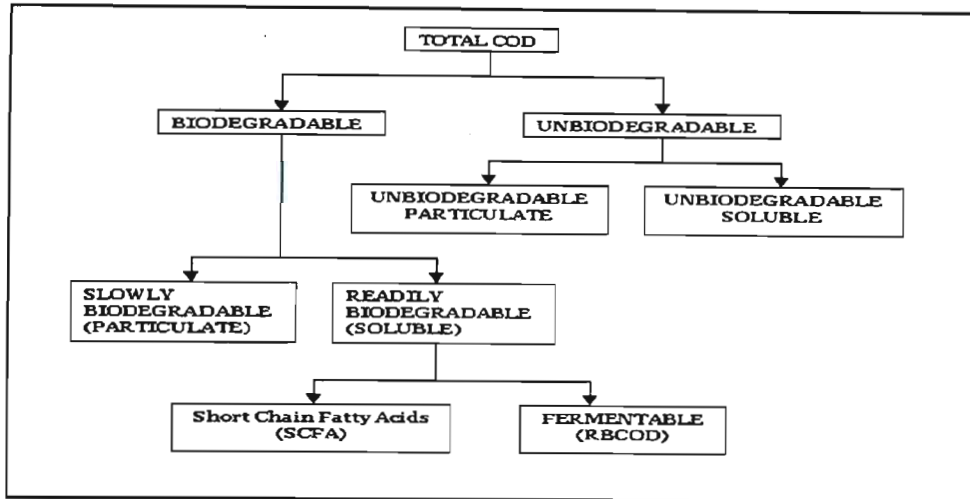 TOTAL COD
BIODEGRADABLE
UNBIODEGRADABLE
UNBIODEGRADABLE
PARTICULATE
UNBIODEGRADABLE
SOLUBLE
SLOWLY
BIODEGRADABLE
(PARTICULATE)
READILY
BIODEGRADABLE
(SOLUBLE)
Short Chain Fatty Acids
(SCFA)
FERMENTABLE
(RBCOD)